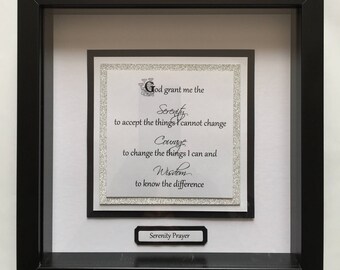 God grant me the
Serenity
to accept the things I cannot change
Courage
to change the things I can and
Wisdom
to know the difference
Serenity Prayer